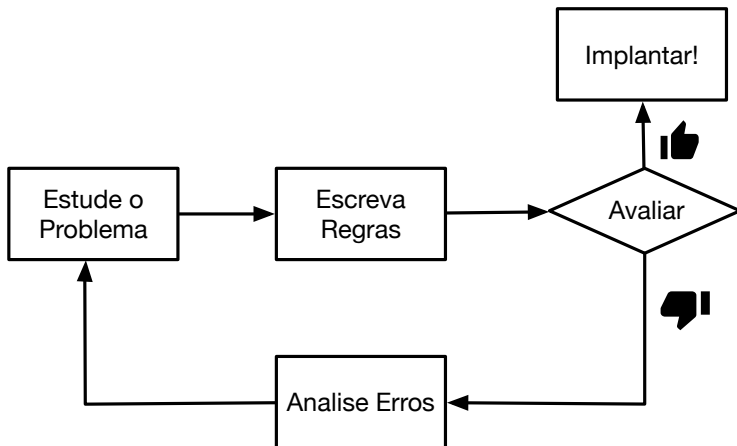 Implantar!
Estude o
Problema
Escreva
Regras
Avaliar
Analise Erros